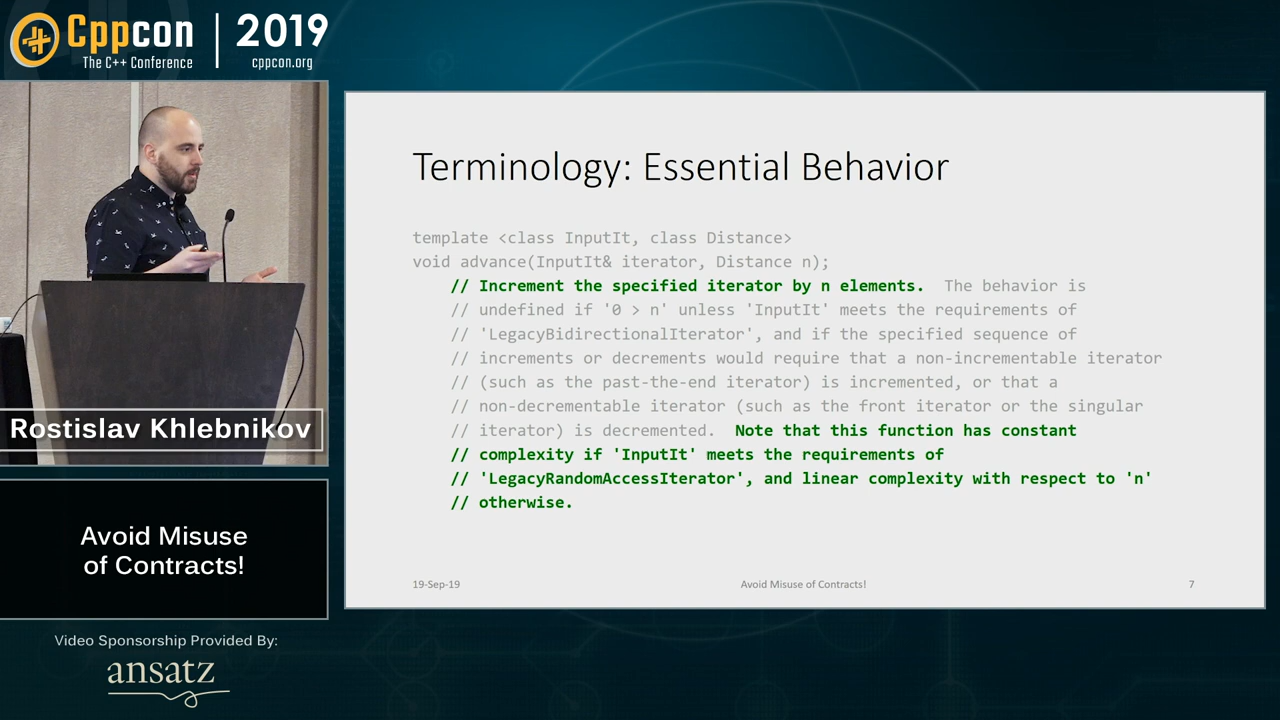 Cppcon
The C++ Conference
2019
cppcon.org
Rostislav Khlebnikov
Avoid Misuse
of Contracts!
Video Sponsorship Provided By:
ansatz
Terminology: Essential Behavior
template <class InputIt, class Distance>
void advance(InputIt& iterator, Distance n);
// Increment the specified iterator by n elements. The behavior is
// undefined if '0 > n' unless 'InputIt' meets the requirements of
// 'LegacyBidirectionalIterator', and if the specified sequence of
// increments or decrements would require that a non-incrementable iterator
// (such as the past-the-end iterator) is incremented, or that a
// non-decrementable iterator (such as the front iterator or the singular
// iterator) is decremented. Note that this function has constant
// complexity if 'InputIt' meets the requirements of
// 'LegacyRandomAccessIterator', and linear complexity with respect to 'n'
// otherwise.
19-Sep-19
Avoid Misuse of Contracts!
7